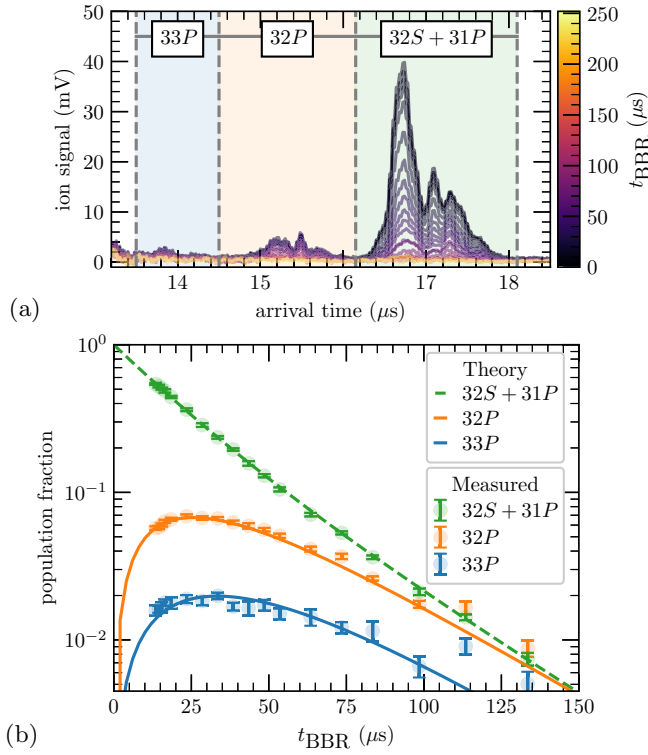 33P
32P
32S + 31P
50
40
30
20
10
0
ion signal (mV)
14
15
16
17
18
arrival time (μs)
250
200
150
100
50
0
t_BBR (μs)
(a)
10^0
10^−1
10^−2
population fraction
Theory
32S + 31P
32P
33P
Measured
32S + 31P
32P
33P
0
25
50
75
100
125
150
t_BBR (μs)
(b)